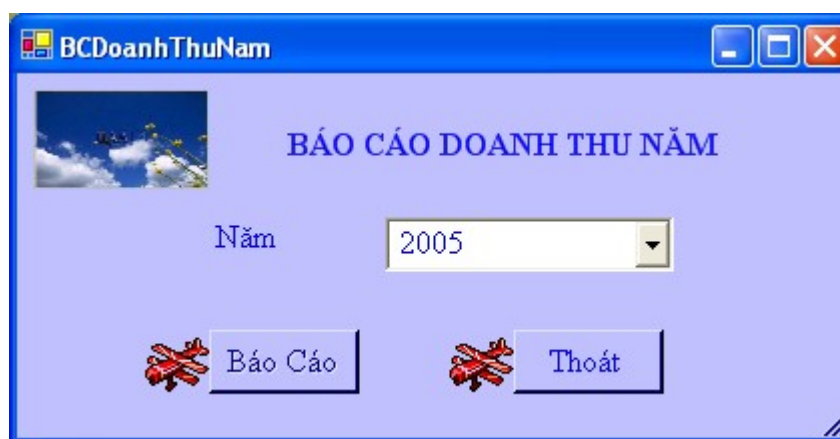 BCDoanhThuNam
BÁO CÁO DOANH THU NĂM
Năm
2005
Báo Cáo
Thoát